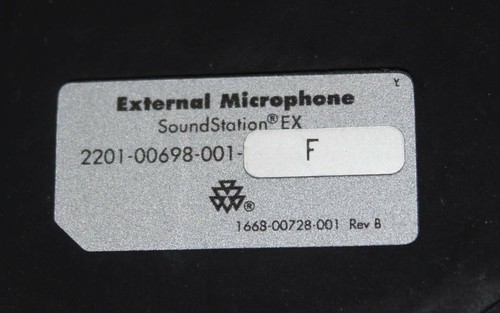 Y
External Microphone
SoundStation® EX
2201-00698-001- F
®
1668-00728-001 Rev B